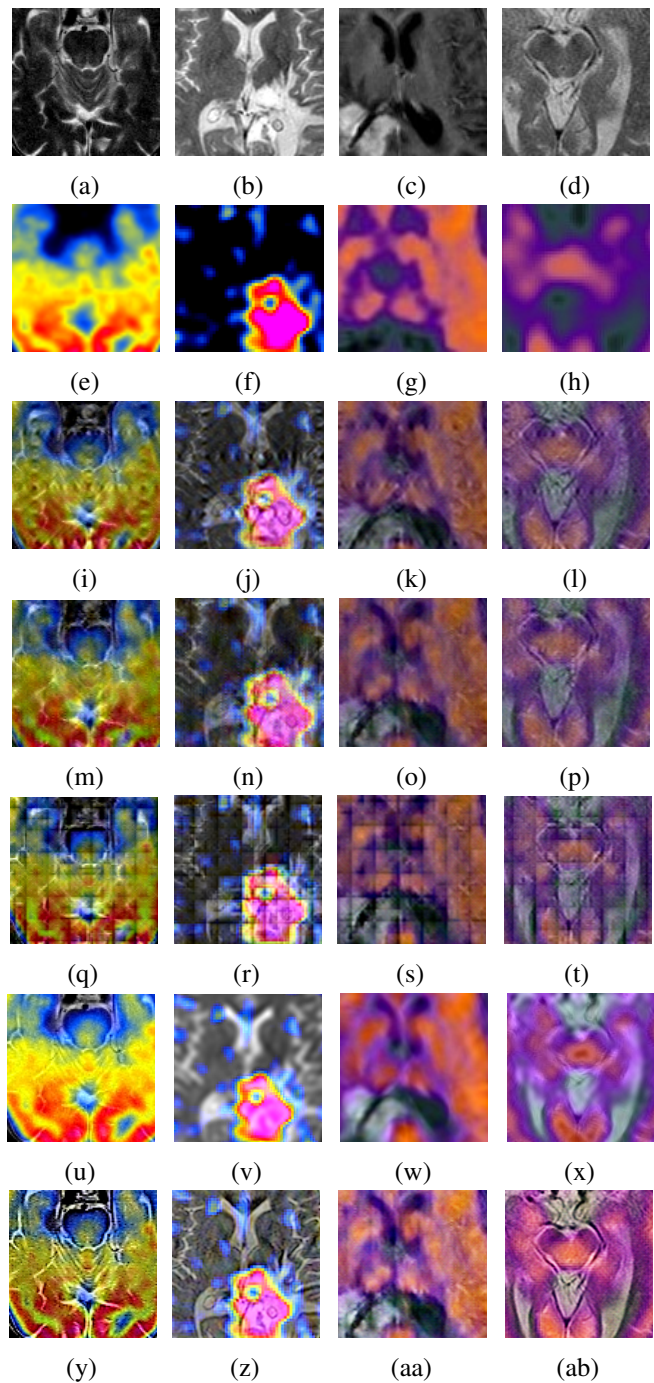 (a) (b) (c) (d)
(e) (f) (g) (h)
(i) (j) (k) (l)
(m) (n) (o) (p)
(q) (r) (s) (t)
(u) (v) (w) (x)
(y) (z) (aa) (ab)